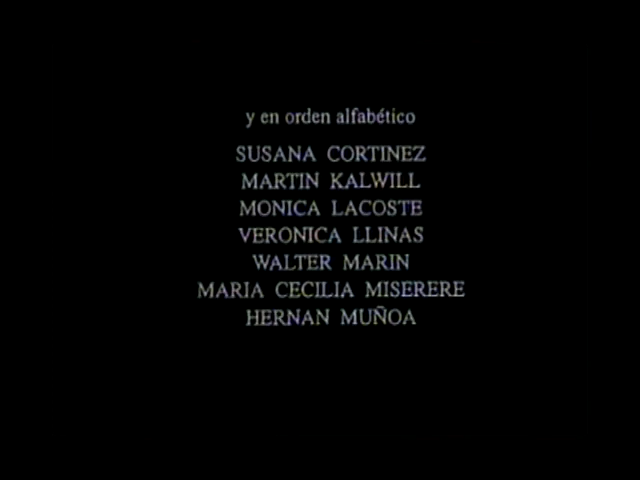 y en orden alfabético
SUSANA CORTINEZ
MARTIN KALWILL
MONICA LACOSTE
VERONICA LLINAS
WALTER MARIN
MARIA CECILIA MISERERE
HERNAN MUÑOA